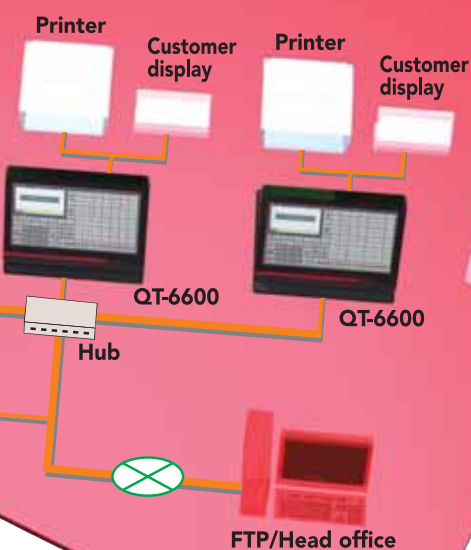 Printer
Customer
display
Printer
Customer
display
QT-6600
QT-6600
Hub
FTP/Head office